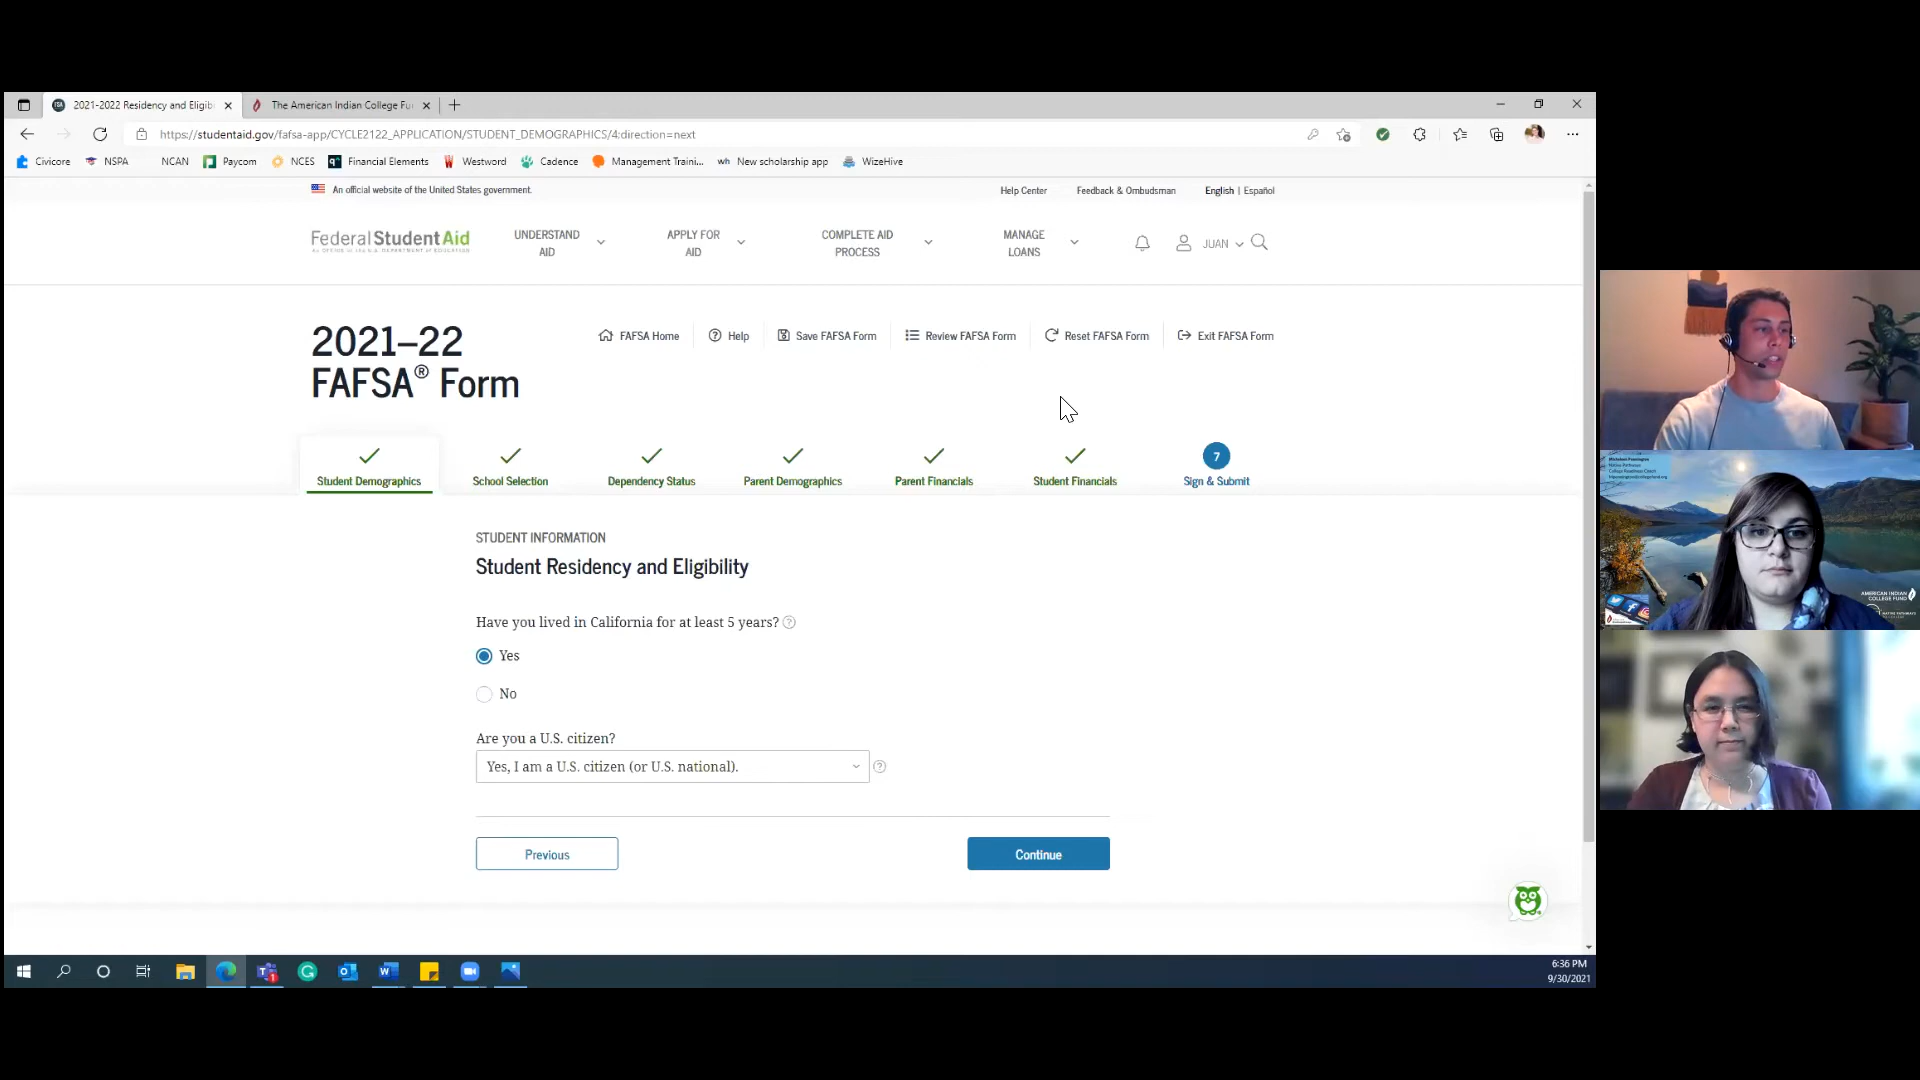 2021-2022 Residency and Eligib
The American Indian College Fu
https://studentaid.gov/fafsa-app/CYCLE2122_APPLICATION/STUDENT_DEMOGRAPHICS/4:direction=next
Civicore
NSPA
NCAN
Paycom
NCES
Financial Elements
Westword
Cadence
Management Traini...
wh New scholarship app
WizeHive
An official website of the United States government.
Help Center
Feedback & Ombudsman
English | Español
Federal Student Aid
UNDERSTAND
AID
APPLY FOR
AID
COMPLETE AID
PROCESS
MANAGE
LOANS
JUAN
2021–22
FAFSA® Form
FAFSA Home
Help
Save FAFSA Form
Review FAFSA Form
Reset FAFSA Form
Exit FAFSA Form
7
Student Demographics
School Selection
Dependency Status
Parent Demographics
Parent Financials
Student Financials
Sign & Submit
STUDENT INFORMATION
Student Residency and Eligibility
Have you lived in California for at least 5 years?
Yes
No
Are you a U.S. citizen?
Yes, I am a U.S. citizen (or U.S. national).
Previous
Continue
6:36 PM
9/30/2021
AMERICAN INDIAN
COLLEGE FUND